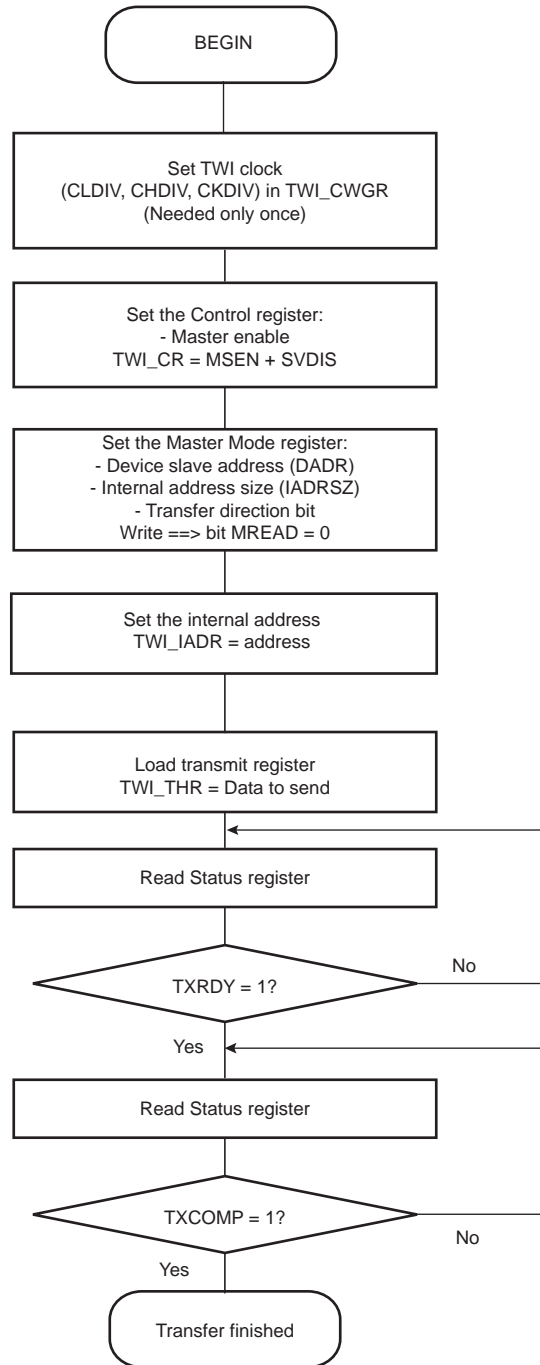 BEGIN
Set TWI clock
(CLDIV, CHDIV, CKDIV) in TWI_CWGR
(Needed only once)
Set the Control register:
- Master enable
TWI_CR = MSEN + SVDIS
Set the Master Mode register:
- Device slave address (DADR)
- Internal address size (IADRSZ)
- Transfer direction bit
Write ==> bit MREAD = 0
Set the internal address
TWI_IADR = address
Load transmit register
TWI_THR = Data to send
Read Status register
TXRDY = 1?
No
Yes
Read Status register
TXCOMP = 1?
No
Yes
Transfer finished